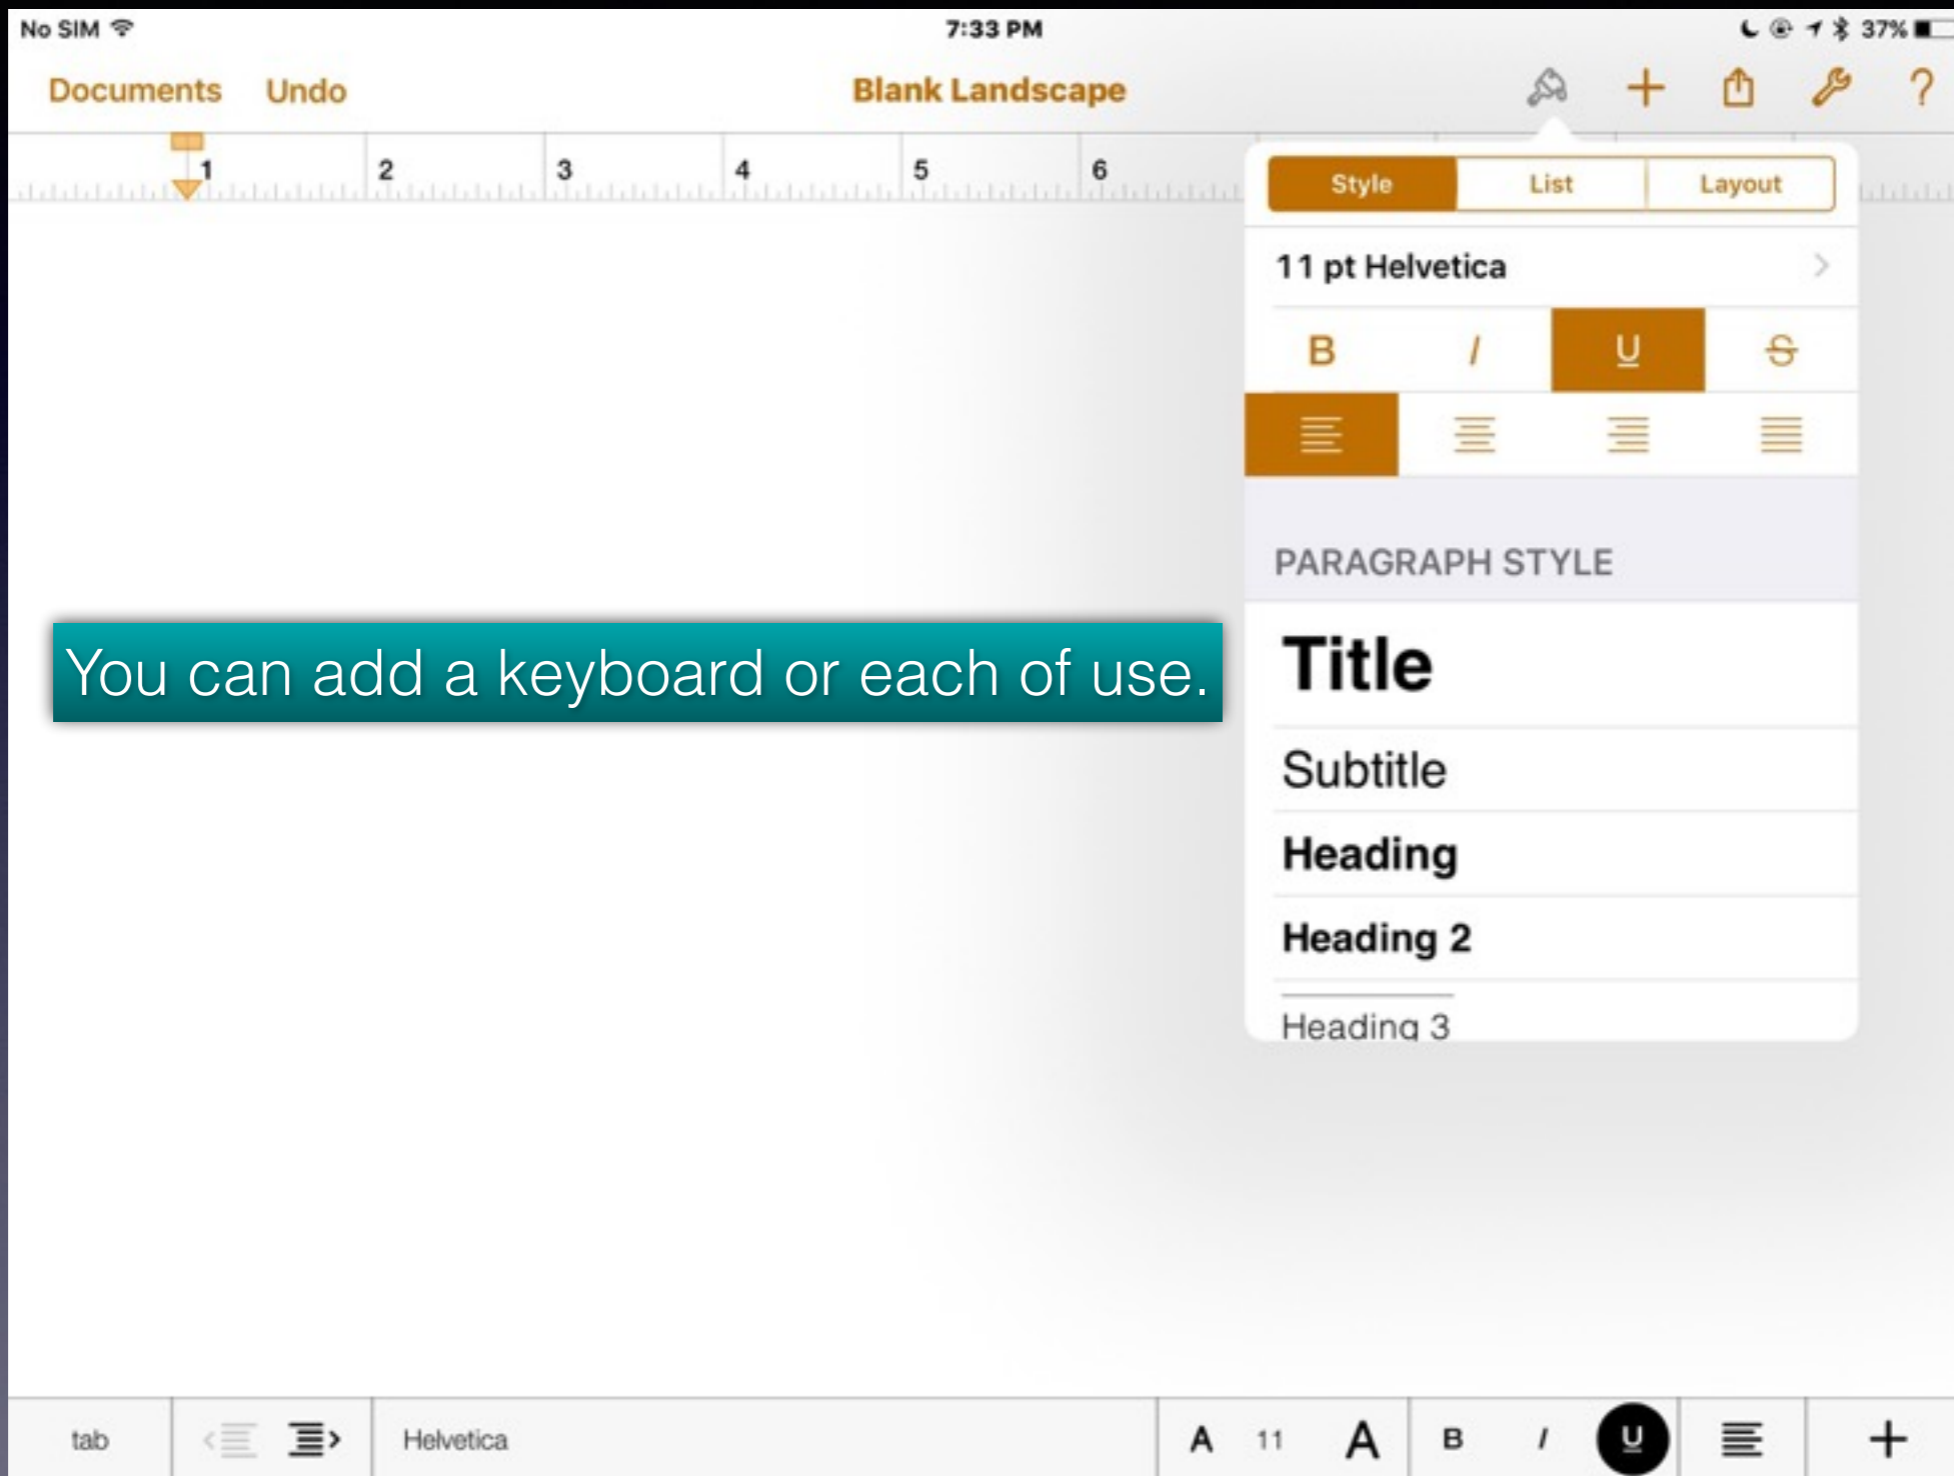 No SIM 7:33 PM 37%
Documents Undo Blank Landscape ?
1 2 3 4 5 6
Style List Layout
11 pt Helvetica
B I U S
PARAGRAPH STYLE
Title
You can add a keyboard or each of use.
Subtitle
Heading
Heading 2
Heading 3
tab Helvetica A 11 A B I U